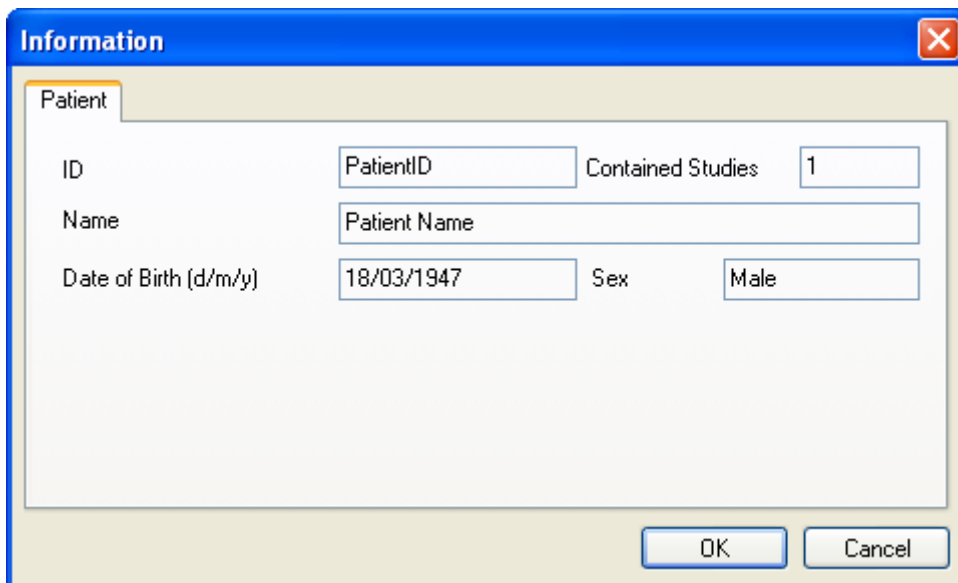 Information
Patient
ID PatientID Contained Studies 1
Name Patient Name
Date of Birth (d/m/y) 18/03/1947 Sex Male
OK Cancel